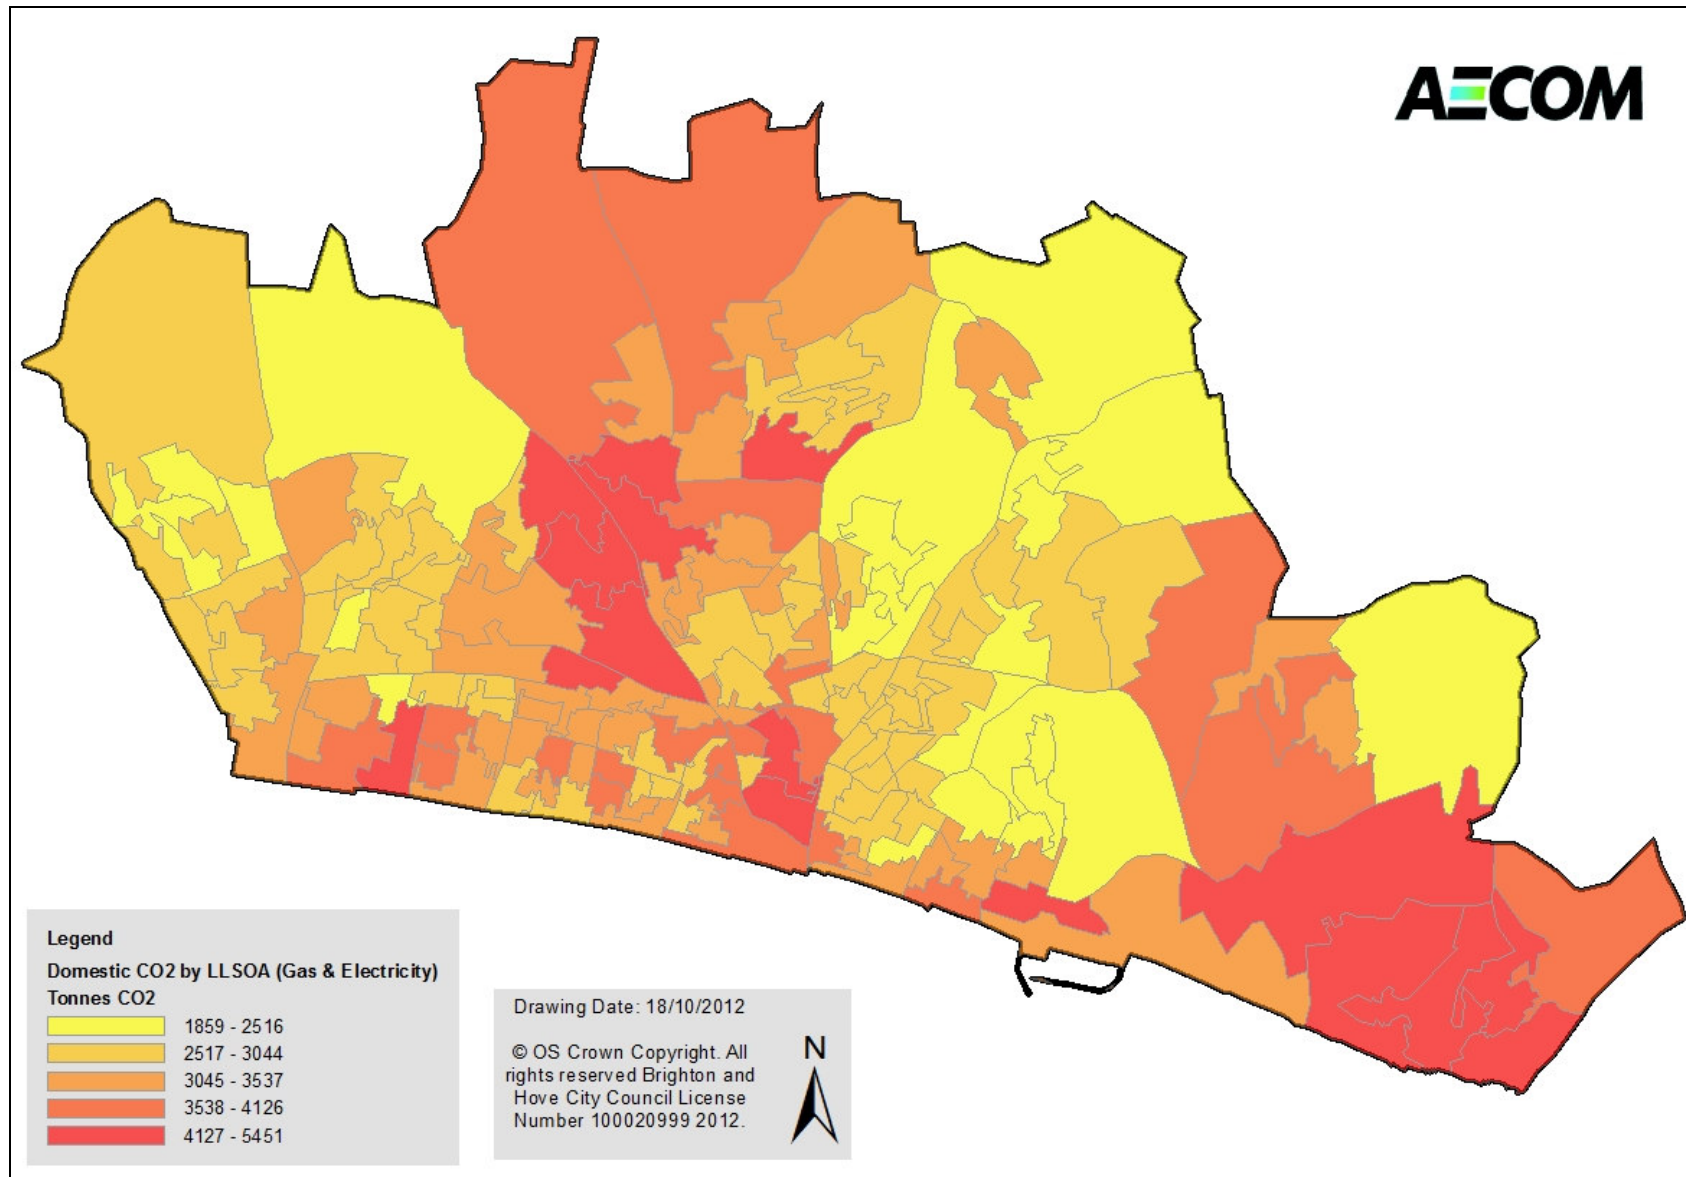 AECOM
Legend
Domestic CO2 by LLSOA (Gas & Electricity)
Tonnes CO2
1859 - 2516
2517 - 3044
3045 - 3537
3538 - 4126
4127 - 5451
Drawing Date: 18/10/2012
© OS Crown Copyright. All
rights reserved Brighton and
Hove City Council License
Number 100020999 2012.
N